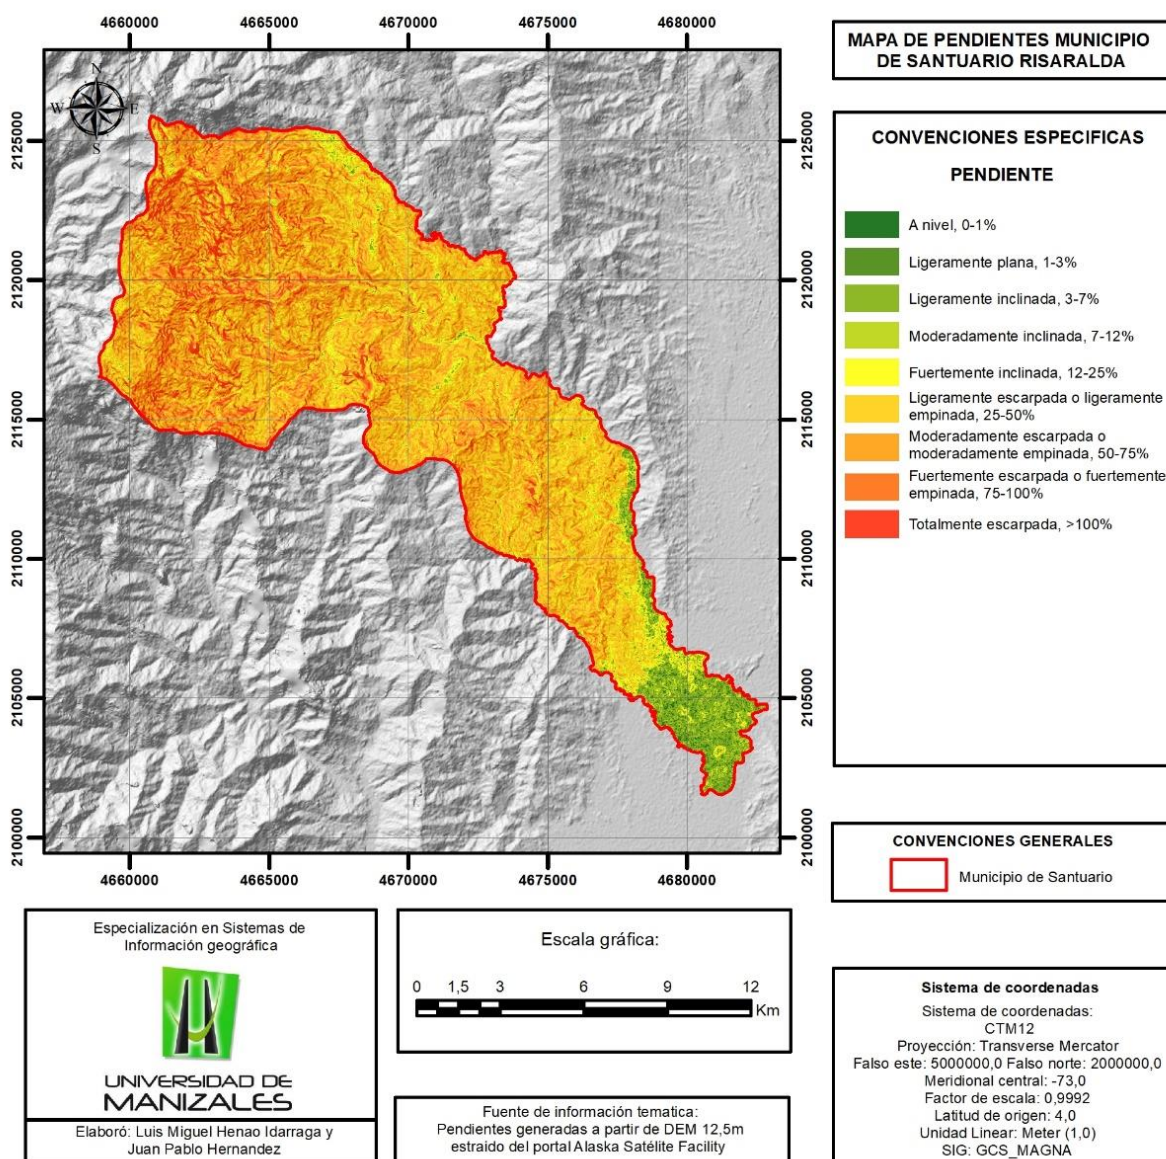 4660000 4665000 4670000 4675000 4680000
MAPA DE PENDIENTES MUNICIPIO
DE SANTUARIO RISARALDA
N
W E
S
2125000 2125000
2120000 2120000
2115000 2115000
2110000 2110000
2105000 2105000
2100000 2100000
4660000 4665000 4670000 4675000 4680000
CONVENCIONES ESPECIFICAS
PENDIENTE
A nivel, 0-1%
Ligeramente plana, 1-3%
Ligeramente inclinada, 3-7%
Moderadamente inclinada, 7-12%
Fuertemente inclinada, 12-25%
Ligeramente escarpada o ligeramente
empinada, 25-50%
Moderadamente escarpada o
moderadamente empinada, 50-75%
Fuertemente escarpada o fuertemente
empinada, 75-100%
Totalmente escarpada, >100%
CONVENCIONES GENERALES
Municipio de Santuario
Especialización en Sistemas de
Información geográfica
UNIVERSIDAD DE
MANIZALES
Elaboró: Luis Miguel Henao Idarraga y
Juan Pablo Hernandez
Escala gráfica:
0 1,5 3 6 9 12
Km
Fuente de información tematica:
Pendientes generadas a partir de DEM 12,5m
estraido del portal Alaska Satélite Facility
Sistema de coordenadas
Sistema de coordenadas:
CTM12
Proyección: Transverse Mercator
Falso este: 5000000,0 Falso norte: 2000000,0
Meridional central: -73,0
Factor de escala: 0,9992
Latitud de origen: 4,0
Unidad Linear: Meter (1,0)
SIG: GCS_MAGNA